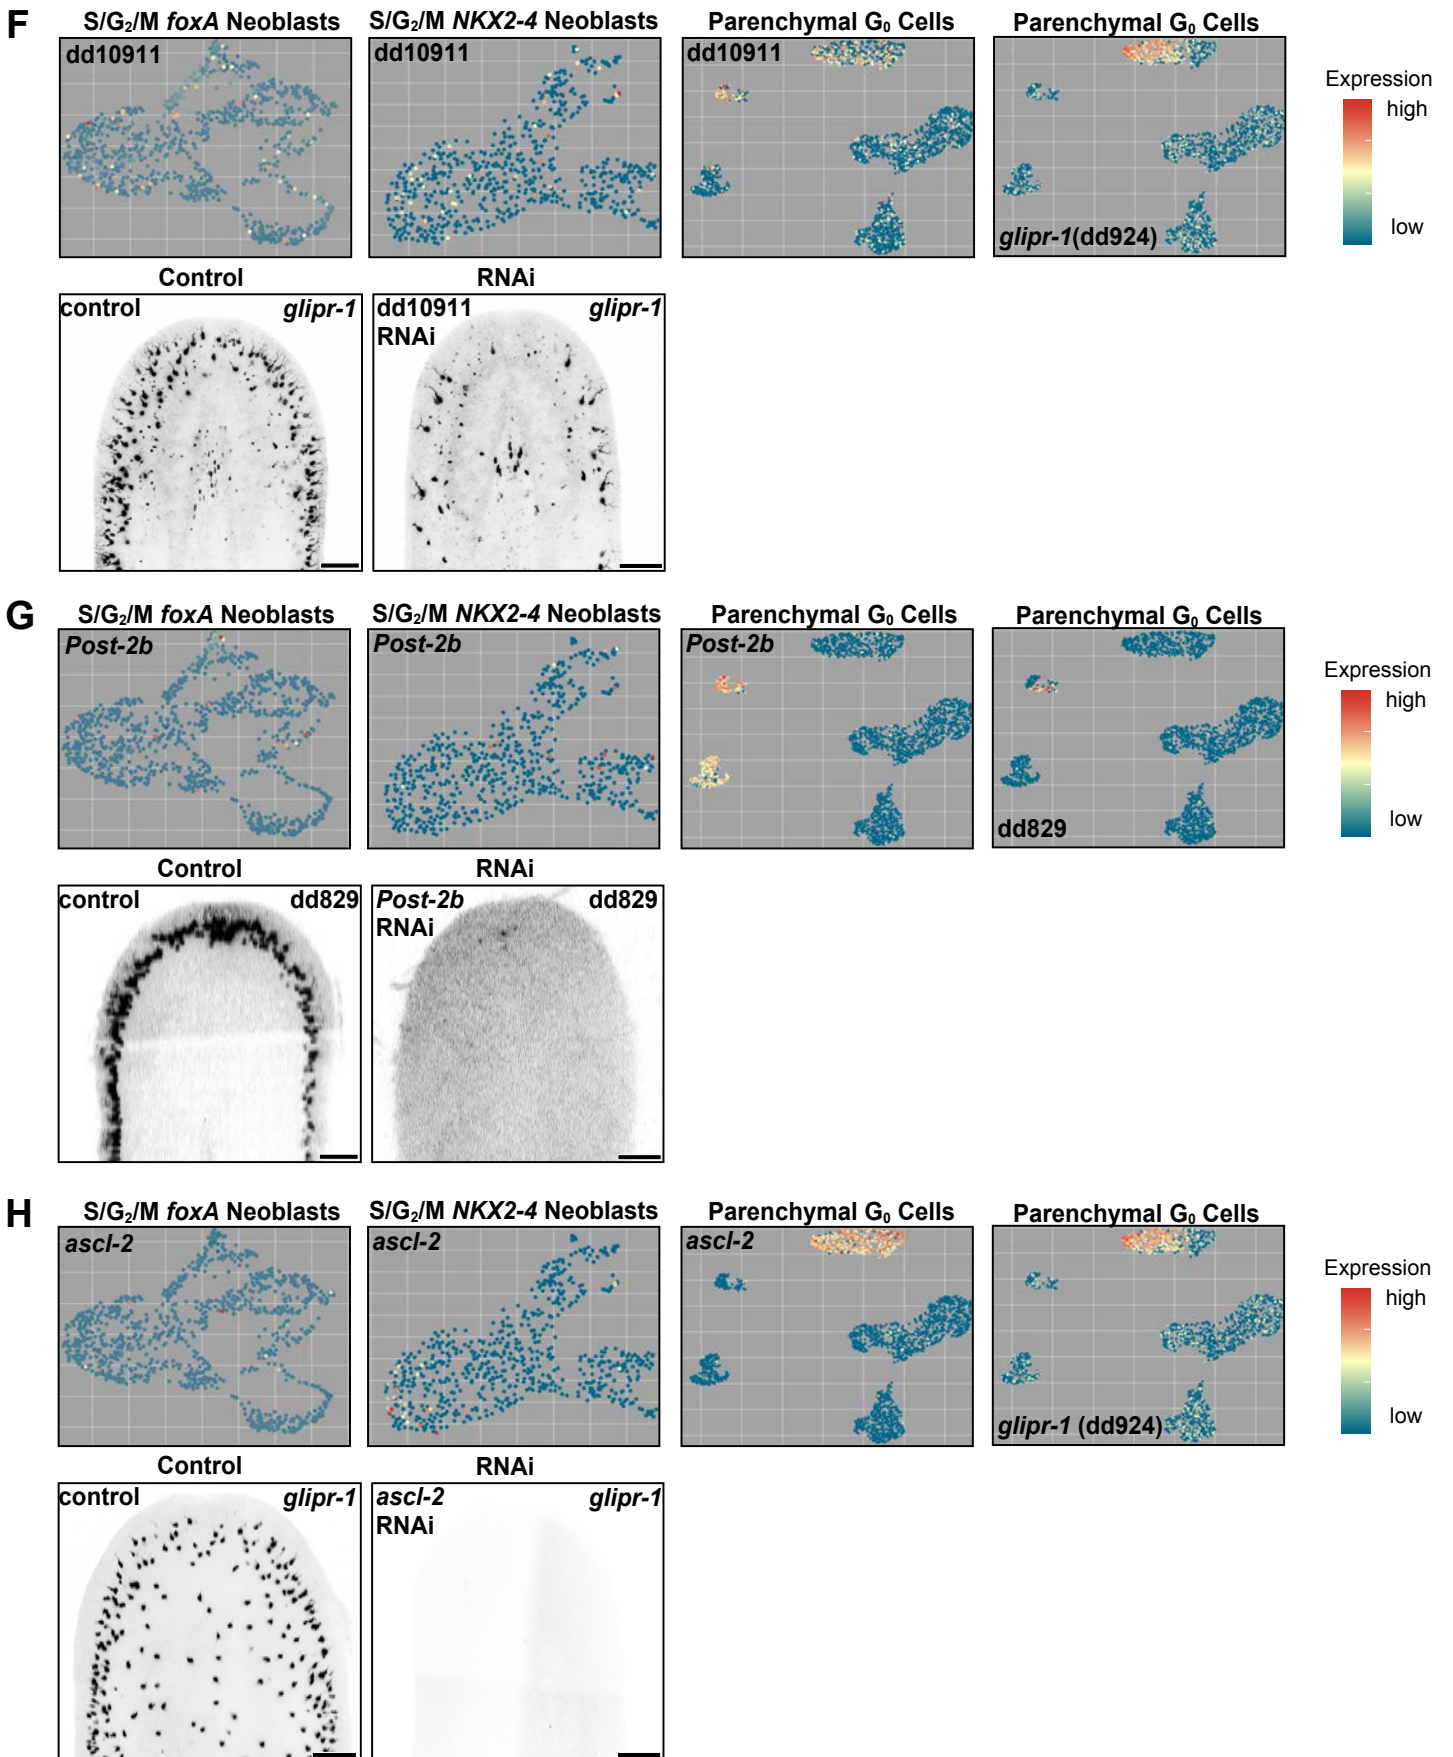 F
S/G₂/M foxA Neoblasts
S/G₂/M NKX2-4 Neoblasts
Parenchymal G₀ Cells
Parenchymal G₀ Cells
dd10911
dd10911
dd10911
glipr-1(dd924)
Expression
high
low
Control
RNAi
control
glipr-1
dd10911
RNAi
glipr-1
G
S/G₂/M foxA Neoblasts
S/G₂/M NKX2-4 Neoblasts
Parenchymal G₀ Cells
Parenchymal G₀ Cells
Post-2b
Post-2b
Post-2b
dd829
Expression
high
low
Control
RNAi
control
dd829
Post-2b
RNAi
dd829
H
S/G₂/M foxA Neoblasts
S/G₂/M NKX2-4 Neoblasts
Parenchymal G₀ Cells
Parenchymal G₀ Cells
ascl-2
ascl-2
ascl-2
glipr-1 (dd924)
Expression
high
low
Control
RNAi
control
glipr-1
ascl-2
RNAi
glipr-1